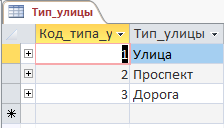 Тип_улицы
Код_типа_у
Тип_улицы
1 Улица
2 Проспект
3 Дорога